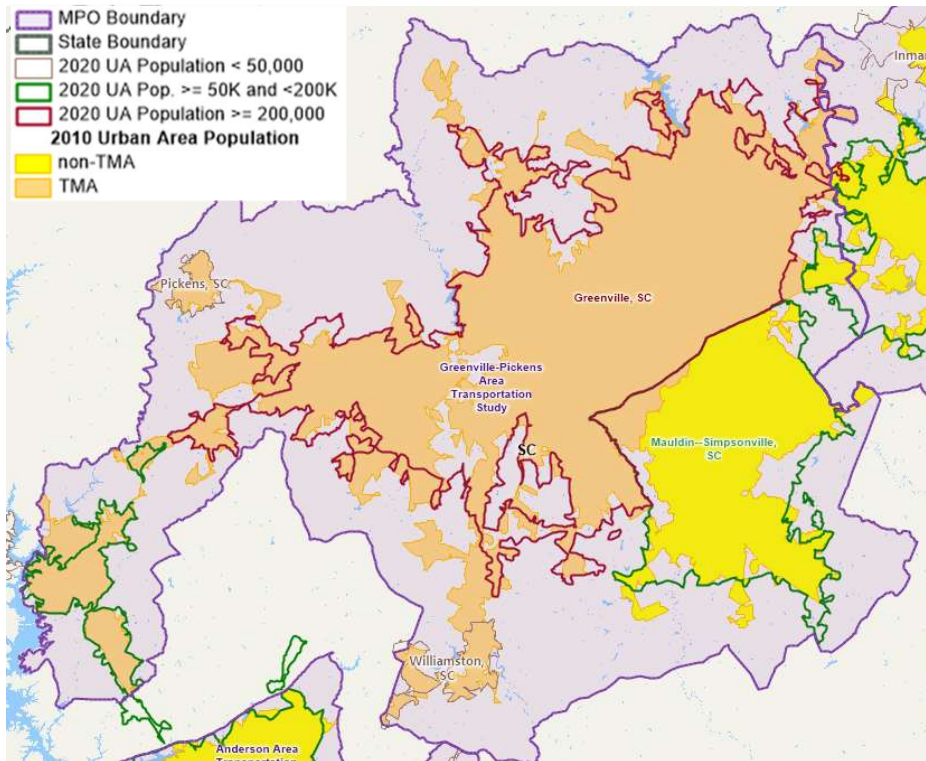 MPO Boundary
State Boundary
2020 UA Population < 50,000
2020 UA Pop. >= 50K and <200K
2020 UA Population >= 200,000
2010 Urban Area Population
non-TMA
TMA
Inman
Pickens, SC
Greenville, SC
Greenville-Pickens
Area
Transportation
Study
SC
Mauldin--Simpsonville,
SC
Williamston,
SC
Anderson Area
Transportation